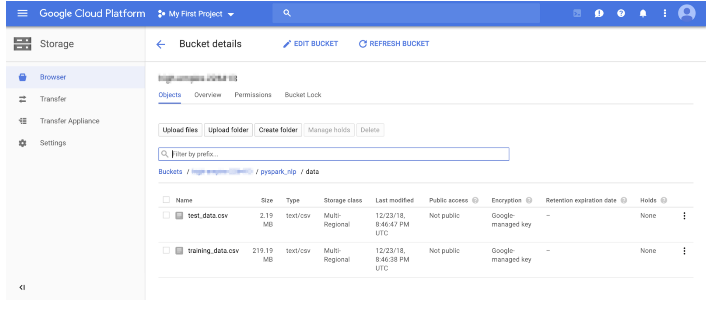 Google Cloud Platform My First Project
Storage Bucket details EDIT BUCKET REFRESH BUCKET
Browser
Transfer
Transfer Appliance
Settings
Objects Overview Permissions Bucket Lock
Upload files Upload folder Create folder Manage holds Delete
Filter by prefix...
Buckets / / pyspark_nlp / data
Name Size Type Storage class Last modified Public access Encryption Retention expiration date Holds
test_data.csv 2.19 text/csv Multi- 12/23/18, Not public Google- – None
MB Regional 8:46:47 PM managed key
UTC
training_data.csv 219.19 text/csv Multi- 12/23/18, Not public Google- – None
MB Regional 8:46:38 PM managed key
UTC